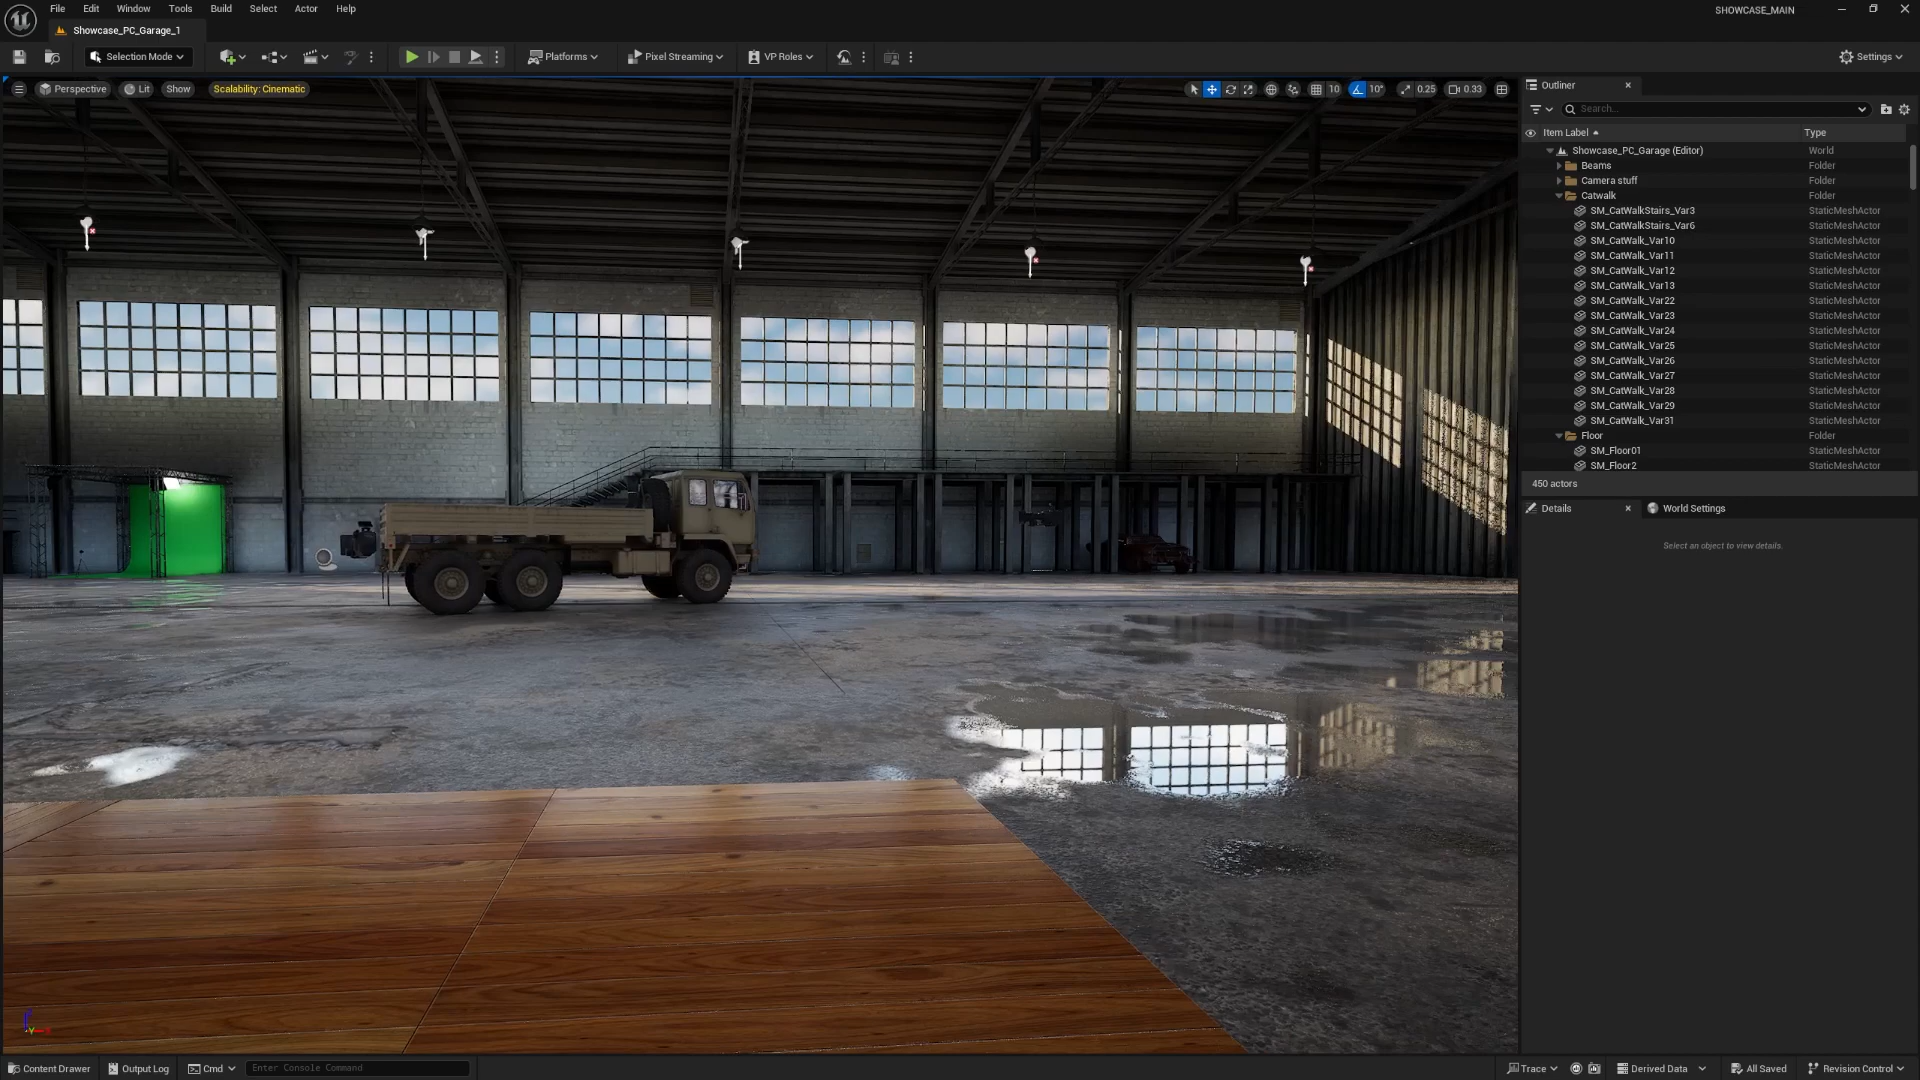 File Edit Window Tools Build Select Actor Help
SHOWCASE_MAIN
Showcase_PC_Garage_1
Selection Mode
Platforms
Pixel Streaming
VP Roles
Settings
Perspective
Lit
Show
Scalability: Cinematic
10
10°
0.25
0.33
Outliner
Search...
Item Label Type
Showcase_PC_Garage (Editor) World
Beams Folder
Camera stuff Folder
Catwalk Folder
SM_CatWalkStairs_Var3 StaticMeshActor
SM_CatWalkStairs_Var6 StaticMeshActor
SM_CatWalk_Var10 StaticMeshActor
SM_CatWalk_Var11 StaticMeshActor
SM_CatWalk_Var12 StaticMeshActor
SM_CatWalk_Var13 StaticMeshActor
SM_CatWalk_Var22 StaticMeshActor
SM_CatWalk_Var23 StaticMeshActor
SM_CatWalk_Var24 StaticMeshActor
SM_CatWalk_Var25 StaticMeshActor
SM_CatWalk_Var26 StaticMeshActor
SM_CatWalk_Var27 StaticMeshActor
SM_CatWalk_Var28 StaticMeshActor
SM_CatWalk_Var29 StaticMeshActor
SM_CatWalk_Var31 StaticMeshActor
Floor Folder
SM_Floor01 StaticMeshActor
SM_Floor2 StaticMeshActor
450 actors
Details
World Settings
Select an object to view details.
Content Drawer
Output Log
Cmd
Enter Console Command
Trace
Derived Data
All Saved
Revision Control